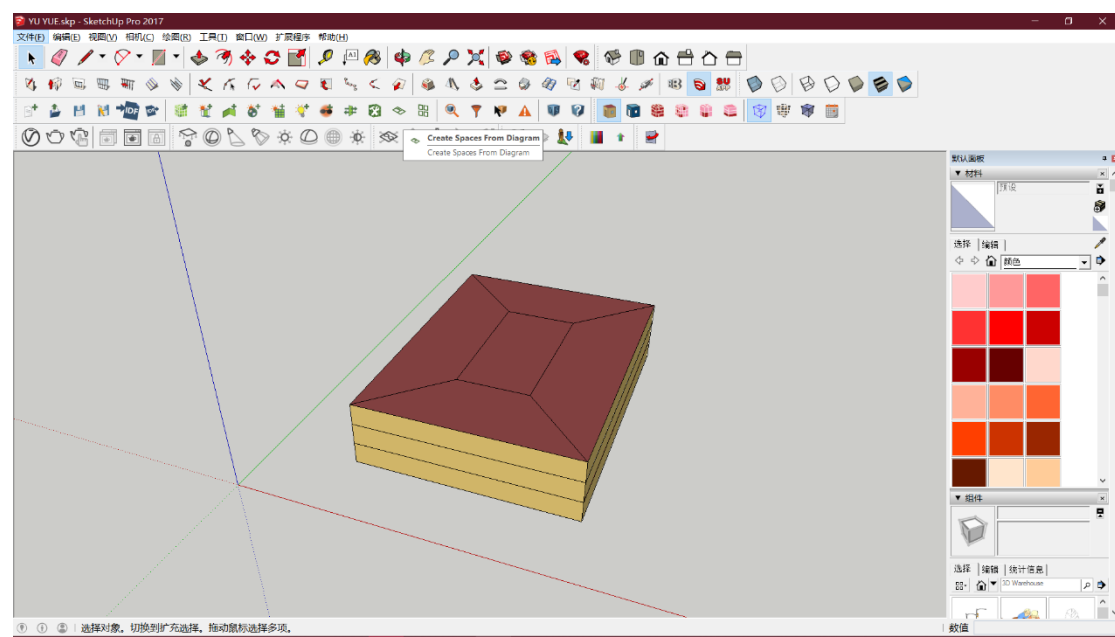 YU YUE.skp - SketchUp Pro 2017
文件(F) 编辑(E) 视图(V) 相机(C) 绘图(R) 工具(T) 窗口(W) 扩展程序 帮助(H)
A1
IDF
SU
Create Spaces From Diagram
Create Spaces From Diagram
默认面板
▼ 材料
预设
选择 编辑
颜色
▼ 组件
选择 编辑 统计信息
3D Warehouse
选择对象。切换到扩充选择。拖动鼠标选择多项。
数值